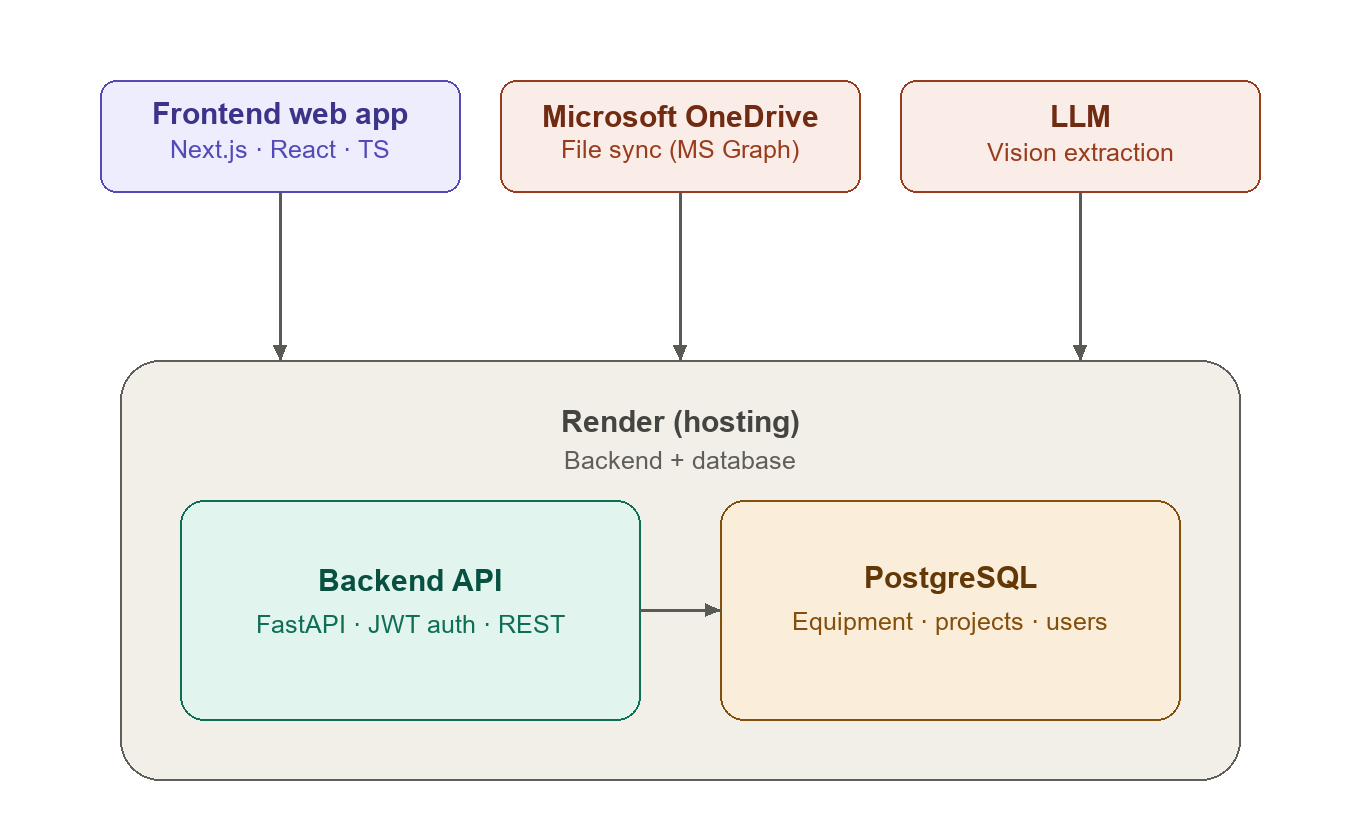 Frontend web app
Next.js · React · TS
Microsoft OneDrive
File sync (MS Graph)
LLM
Vision extraction
Render (hosting)
Backend + database
Backend API
FastAPI · JWT auth · REST
PostgreSQL
Equipment · projects · users